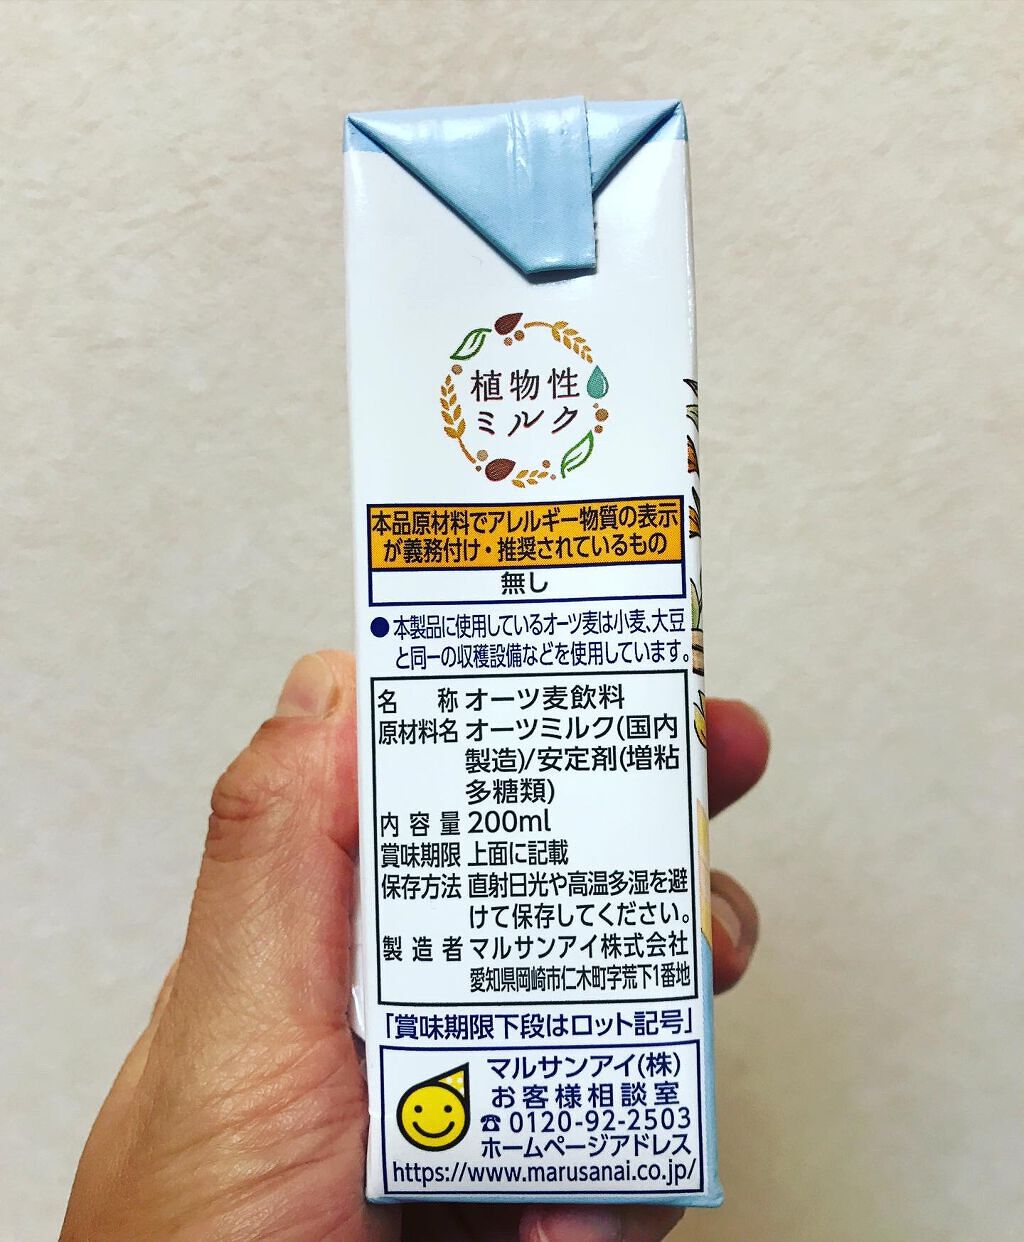 植物性
ミルク
本品原材料でアレルギー物質の表示
が義務付け・推奨されているもの
無し
●本製品に使用しているオーツ麦は小麦、大豆
と同一の収穫設備などを使用しています。
名称 オーツ麦飲料
原材料名 オーツミルク(国内
製造)/安定剤(増粘
多糖類)
内容量 200ml
賞味期限 上面に記載
保存方法 直射日光や高温多湿を避
けて保存してください。
製造者 マルサンアイ株式会社
愛知県岡崎市仁木町字荒下1番地
「賞味期限下段はロット記号」
マルサンアイ(株)
お客様相談室
☎ 0120-92-2503
ホームページアドレス
https://www.marusanai.co.jp/